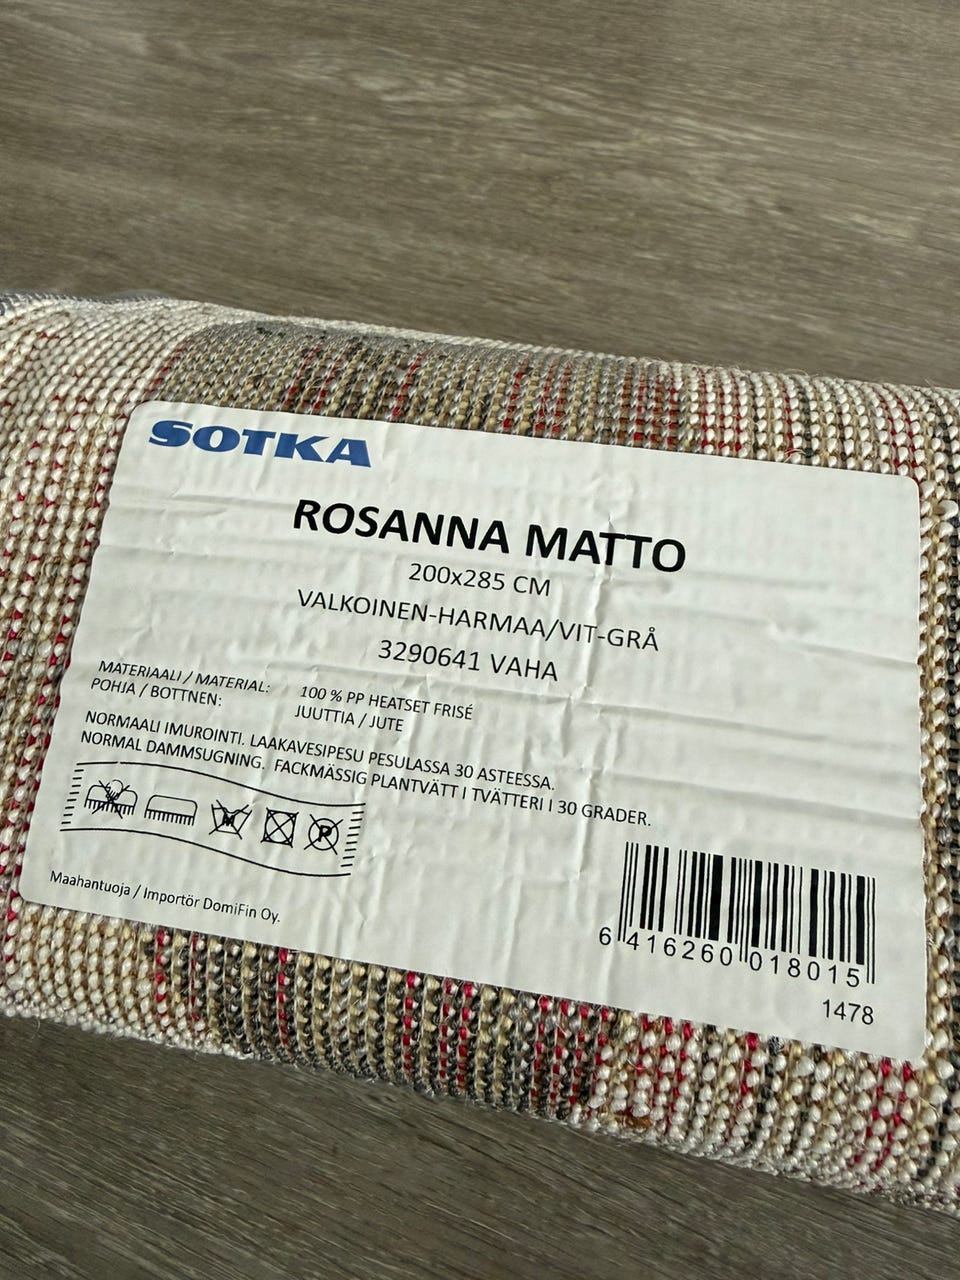 SOTKA
ROSANNA MATTO
200x285 CM
VALKOINEN-HARMAA/VIT-GRÅ
3290641 VAHA
MATERIAALI / MATERIAL: 100 % PP HEATSET FRISÉ
POHJA / BOTTNEN: JUUTTIA / JUTE
NORMAALI IMUROINTI. LAAKAVESIPESU PESULASSA 30 ASTEESSA.
NORMAL DAMMSUGNING. FACKMÄSSIG PLANTVÄTT I TVÄTTERI I 30 GRADER.
P
Maahantuoja / Importör DomiFin Oy.
6 416260 018015
1478